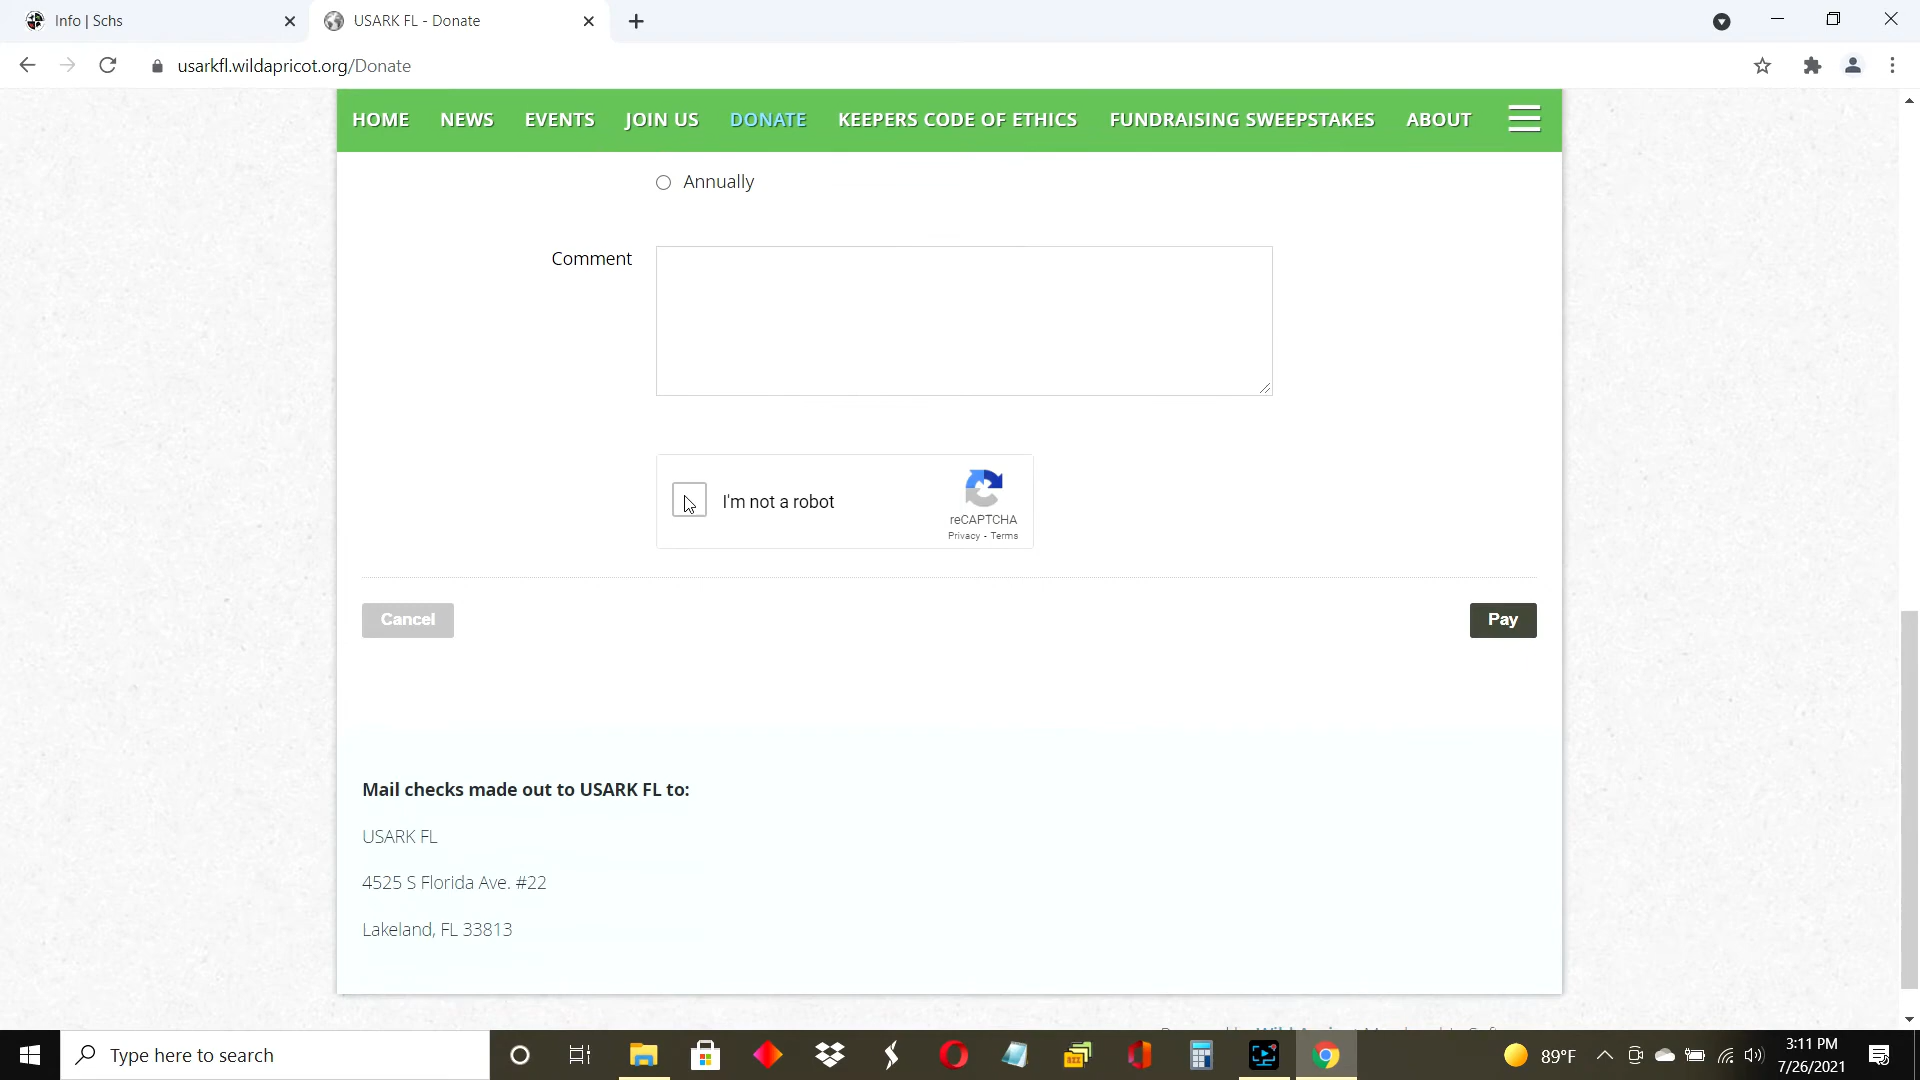 Info | Schs
USARK FL - Donate
usarkfl.wildapricot.org/Donate
HOME NEWS EVENTS JOIN US DONATE KEEPERS CODE OF ETHICS FUNDRAISING SWEEPSTAKES ABOUT
Annually
Comment
I'm not a robot
reCAPTCHA
Privacy - Terms
Cancel
Pay
Mail checks made out to USARK FL to:
USARK FL
4525 S Florida Ave. #22
Lakeland, FL 33813
Type here to search
89°F
3:11 PM
7/26/2021